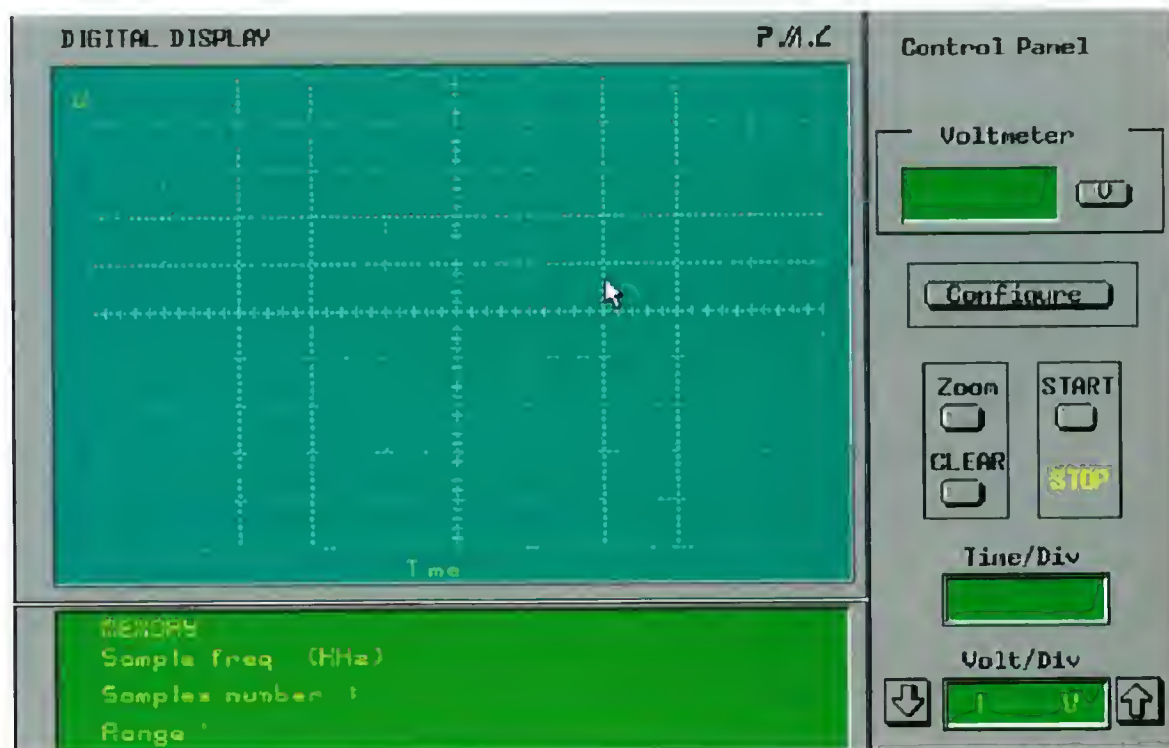 DIGITAL DISPLAY
P.M.C
V
Time
MEMORY
Sample freq (KHz)
Samples number :
Range
Control Panel
Voltmeter
V
Configure
Zoom
START
CLEAR
STOP
Time/Div
Volt/Div
1 V